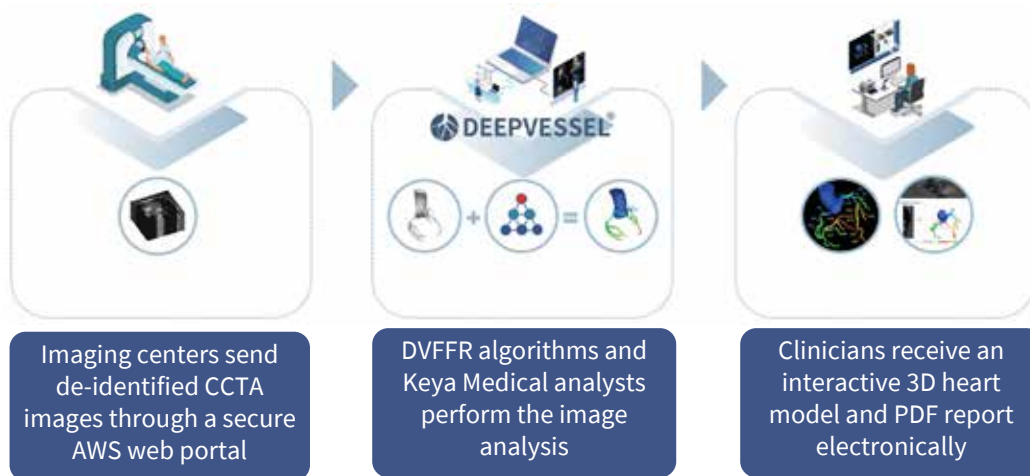 DEEPVESSEL®
+
=
Imaging centers send
de-identified CCTA
images through a secure
AWS web portal
DVFFR algorithms and
Keya Medical analysts
perform the image
analysis
Clinicians receive an
interactive 3D heart
model and PDF report
electronically